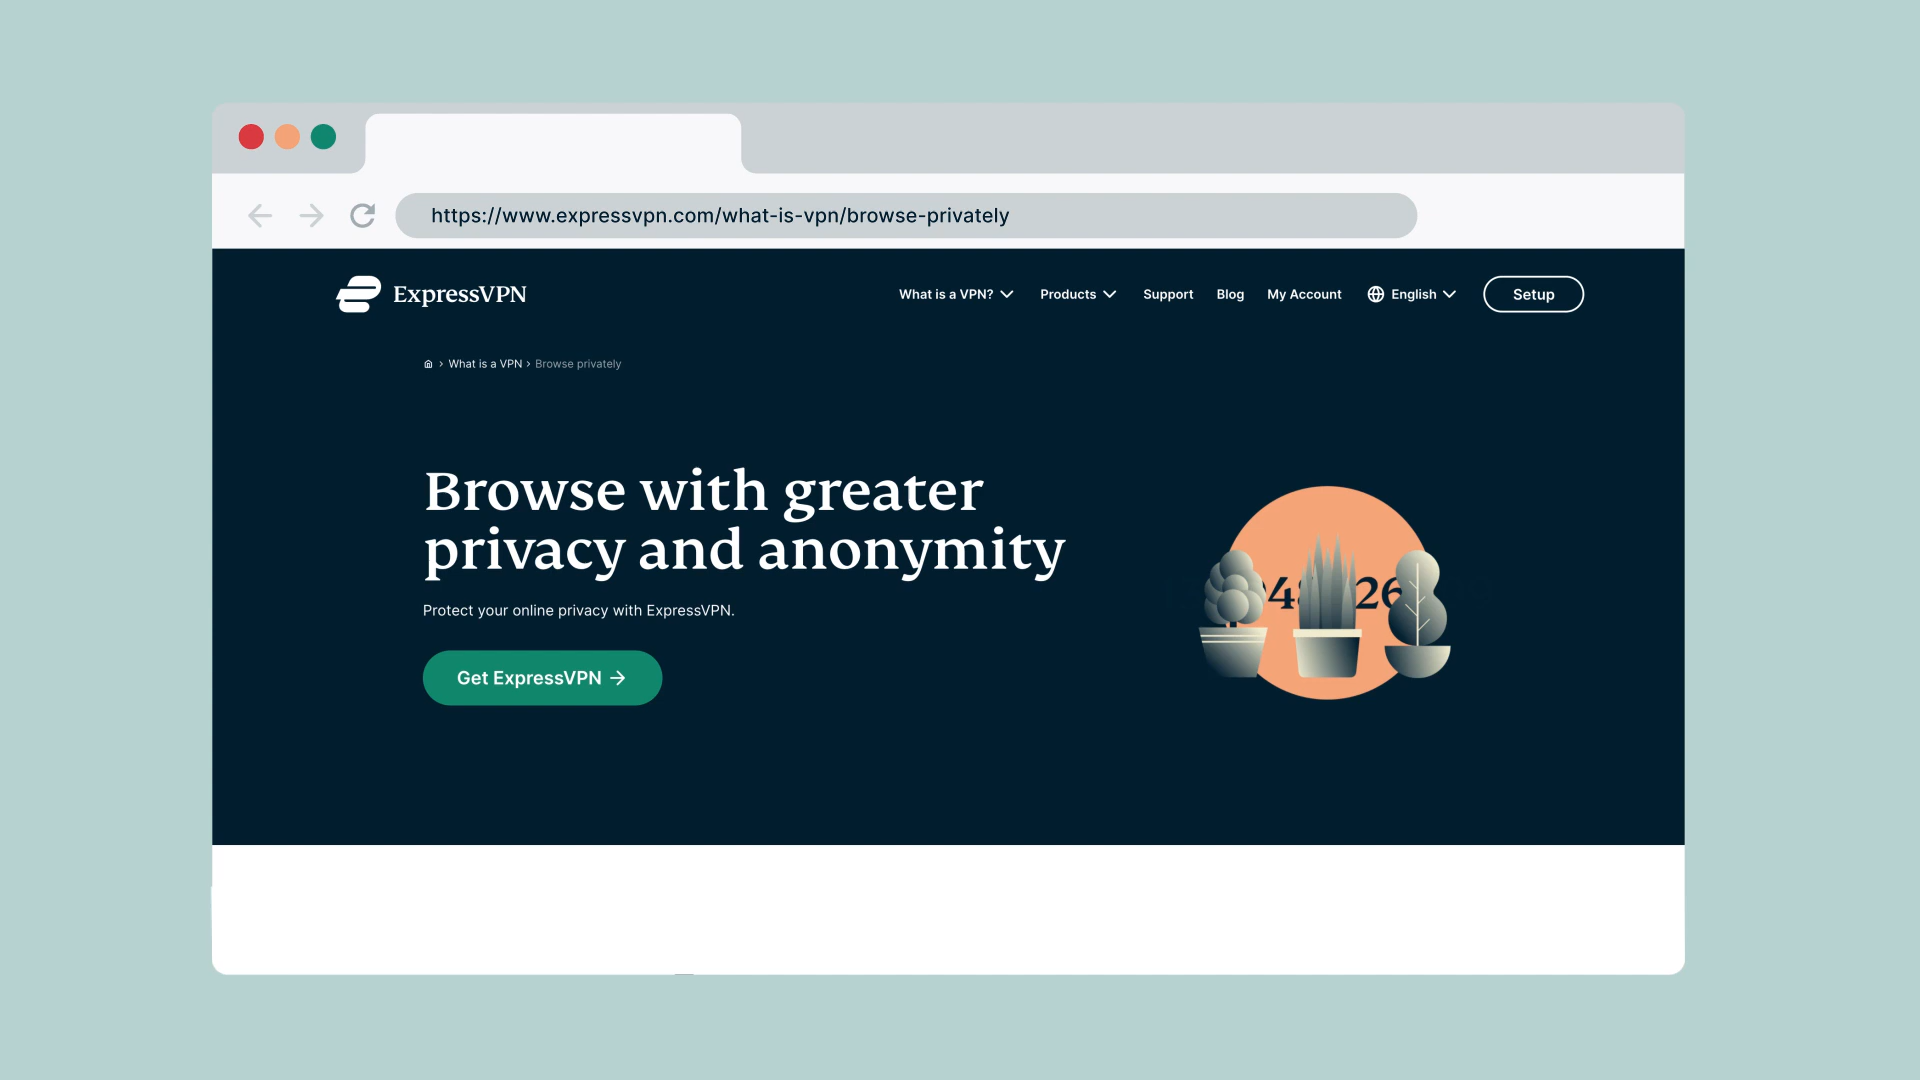 https://www.expressvpn.com/what-is-vpn/browse-privately
ExpressVPN
What is a VPN?
Products
Support
Blog
My Account
English
Setup
What is a VPN › Browse privately
Browse with greater
privacy and anonymity
Protect your online privacy with ExpressVPN.
Get ExpressVPN →